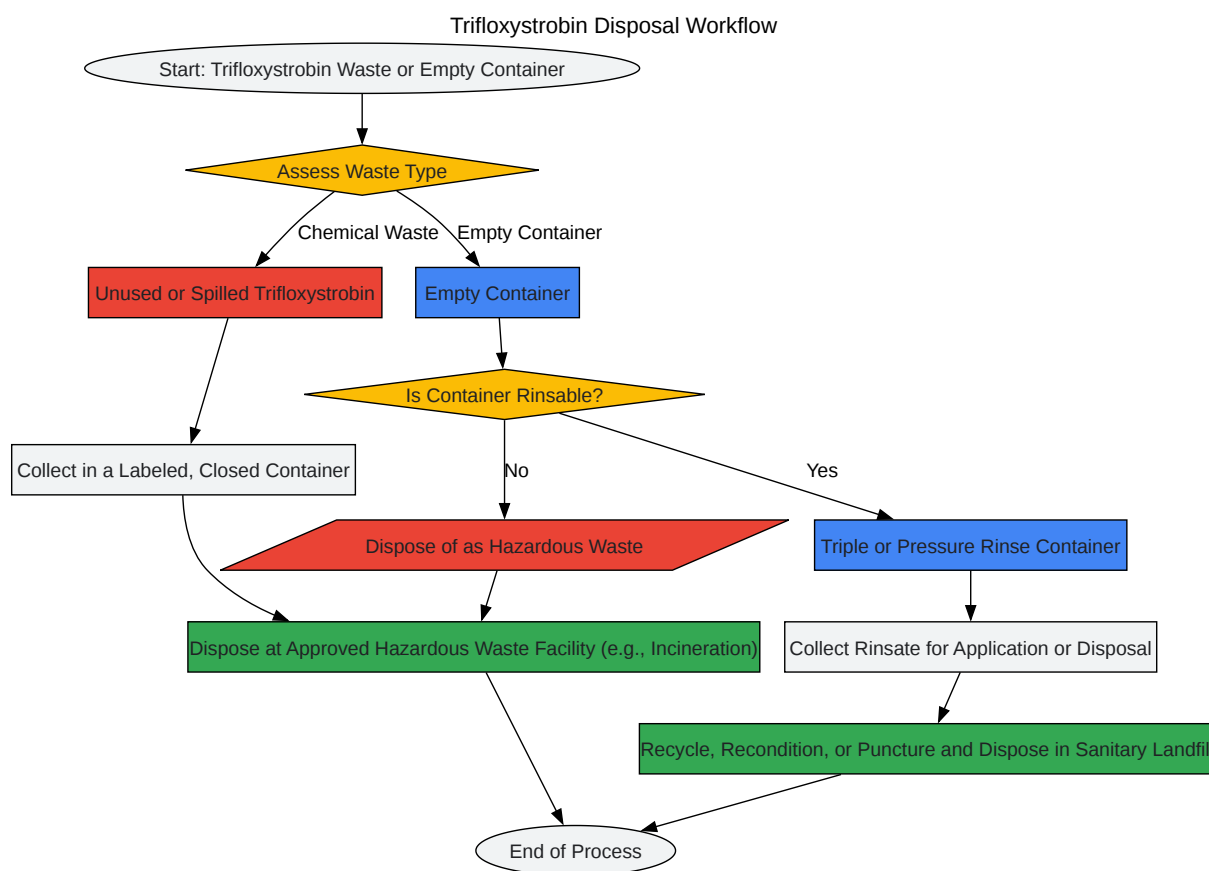 Trifloxystrobin Disposal Workflow
Start: Trifloxystrobin Waste or Empty Container
Assess Waste Type
Chemical Waste
Empty Container
Unused or Spilled Trifloxystrobin
Empty Container
Is Container Rinsable?
Collect in a Labeled, Closed Container
No
Yes
Dispose of as Hazardous Waste
Triple or Pressure Rinse Container
Dispose at Approved Hazardous Waste Facility (e.g., Incineration)
Collect Rinsate for Application or Disposal
Recycle, Recondition, or Puncture and Dispose in Sanitary Landfil
End of Process